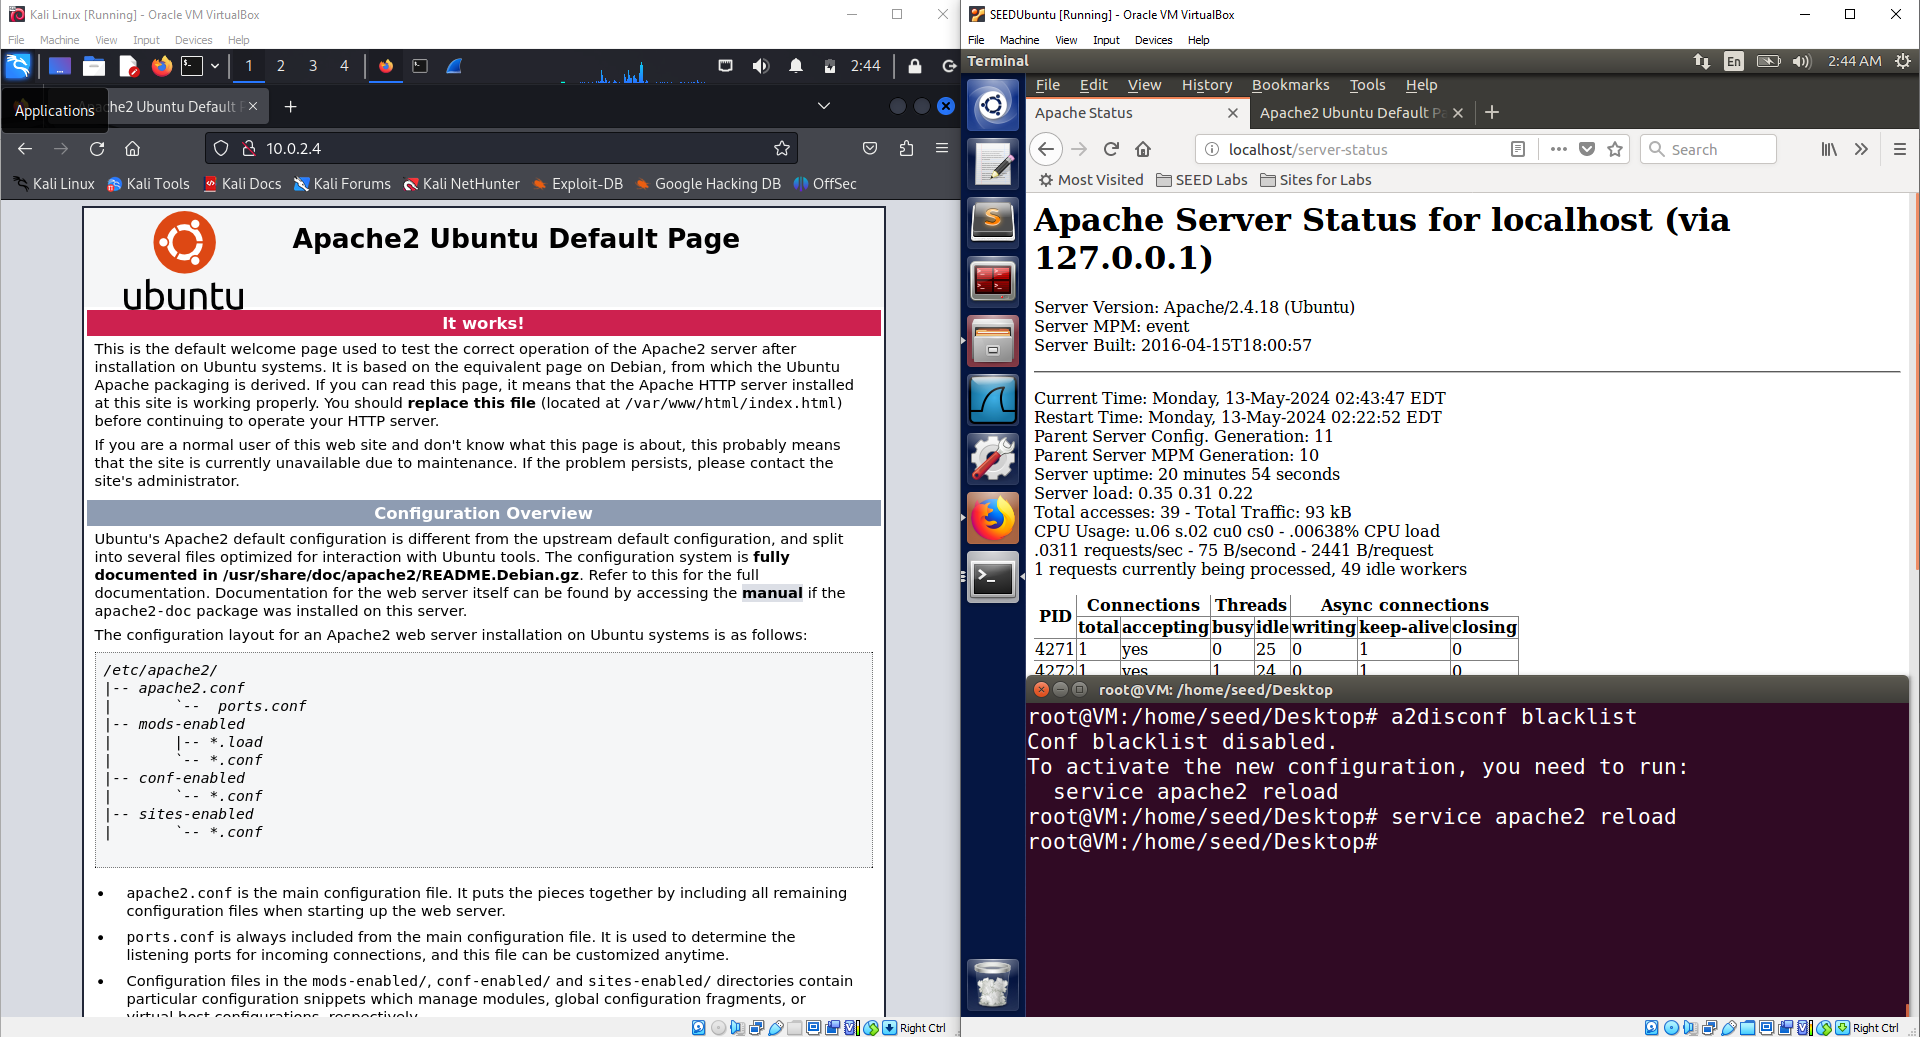 Kali Linux [Running] - Oracle VM VirtualBox
File Machine View Input Devices Help
1 2 3 4 2:44
Apache2 Ubuntu Default P
Applications
10.0.2.4
Kali Linux Kali Tools Kali Docs Kali Forums Kali NetHunter Exploit-DB Google Hacking DB OffSec
ubuntu
Apache2 Ubuntu Default Page
It works!
This is the default welcome page used to test the correct operation of the Apache2 server after
installation on Ubuntu systems. It is based on the equivalent page on Debian, from which the Ubuntu
Apache packaging is derived. If you can read this page, it means that the Apache HTTP server installed
at this site is working properly. You should replace this file (located at /var/www/html/index.html)
before continuing to operate your HTTP server.
If you are a normal user of this web site and don't know what this page is about, this probably means
that the site is currently unavailable due to maintenance. If the problem persists, please contact the
site's administrator.
Configuration Overview
Ubuntu's Apache2 default configuration is different from the upstream default configuration, and split
into several files optimized for interaction with Ubuntu tools. The configuration system is fully
documented in /usr/share/doc/apache2/README.Debian.gz. Refer to this for the full
documentation. Documentation for the web server itself can be found by accessing the manual if the
apache2-doc package was installed on this server.
The configuration layout for an Apache2 web server installation on Ubuntu systems is as follows:
/etc/apache2/
|-- apache2.conf
|       `--  ports.conf
|-- mods-enabled
|       |-- *.load
|       `-- *.conf
|-- conf-enabled
|       `-- *.conf
|-- sites-enabled
|       `-- *.conf
• apache2.conf is the main configuration file. It puts the pieces together by including all remaining
configuration files when starting up the web server.
• ports.conf is always included from the main configuration file. It is used to determine the
listening ports for incoming connections, and this file can be customized anytime.
• Configuration files in the mods-enabled/, conf-enabled/ and sites-enabled/ directories contain
particular configuration snippets which manage modules, global configuration fragments, or
virtual host configurations, respectively.
Right Ctrl
SEEDUbuntu [Running] - Oracle VM VirtualBox
File Machine View Input Devices Help
Terminal En 2:44 AM
File Edit View History Bookmarks Tools Help
Apache Status Apache2 Ubuntu Default Pa
localhost/server-status Search
Most Visited SEED Labs Sites for Labs
Apache Server Status for localhost (via
127.0.0.1)
Server Version: Apache/2.4.18 (Ubuntu)
Server MPM: event
Server Built: 2016-04-15T18:00:57
Current Time: Monday, 13-May-2024 02:43:47 EDT
Restart Time: Monday, 13-May-2024 02:22:52 EDT
Parent Server Config. Generation: 11
Parent Server MPM Generation: 10
Server uptime: 20 minutes 54 seconds
Server load: 0.35 0.31 0.22
Total accesses: 39 - Total Traffic: 93 kB
CPU Usage: u.06 s.02 cu0 cs0 - .00638% CPU load
.0311 requests/sec - 75 B/second - 2441 B/request
1 requests currently being processed, 49 idle workers
PID Connections Threads Async connections
total accepting busy idle writing keep-alive closing
4271 1 yes 0 25 0 1 0
4272 1 yes 1 24 0 1 0
root@VM: /home/seed/Desktop
root@VM:/home/seed/Desktop# a2disconf blacklist
Conf blacklist disabled.
To activate the new configuration, you need to run:
  service apache2 reload
root@VM:/home/seed/Desktop# service apache2 reload
root@VM:/home/seed/Desktop#
Right Ctrl